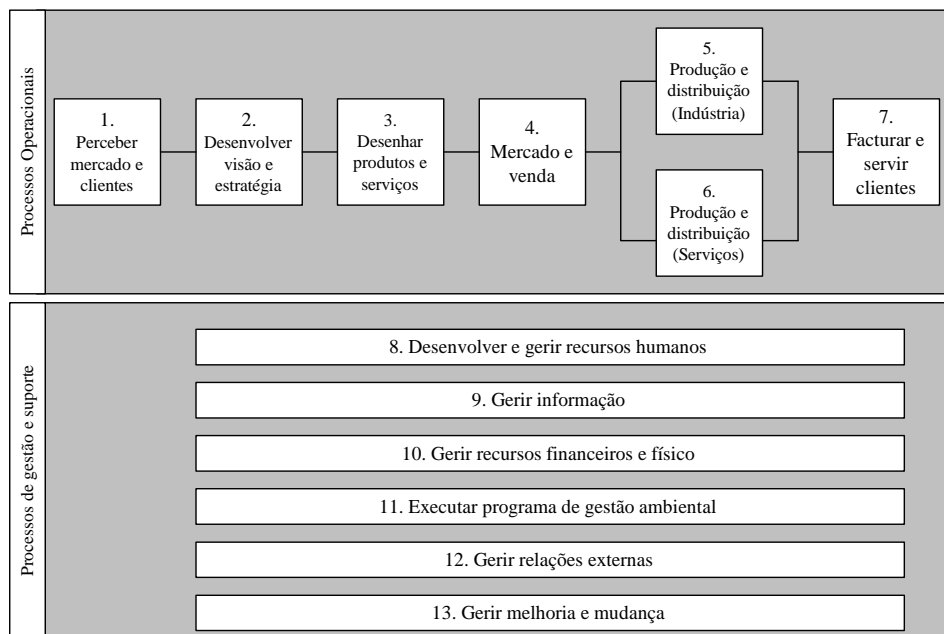 Processos Operacionais
1.
Perceber
mercado e
clientes
2.
Desenvolver
visão e
estratégia
3.
Desenhar
produtos e
serviços
4.
Mercado e
venda
5.
Produção e
distribuição
(Indústria)
6.
Produção e
distribuição
(Serviços)
7.
Facturar e
servir
clientes
Processos de gestão e suporte
8. Desenvolver e gerir recursos humanos
9. Gerir informação
10. Gerir recursos financeiros e físico
11. Executar programa de gestão ambiental
12. Gerir relações externas
13. Gerir melhoria e mudança